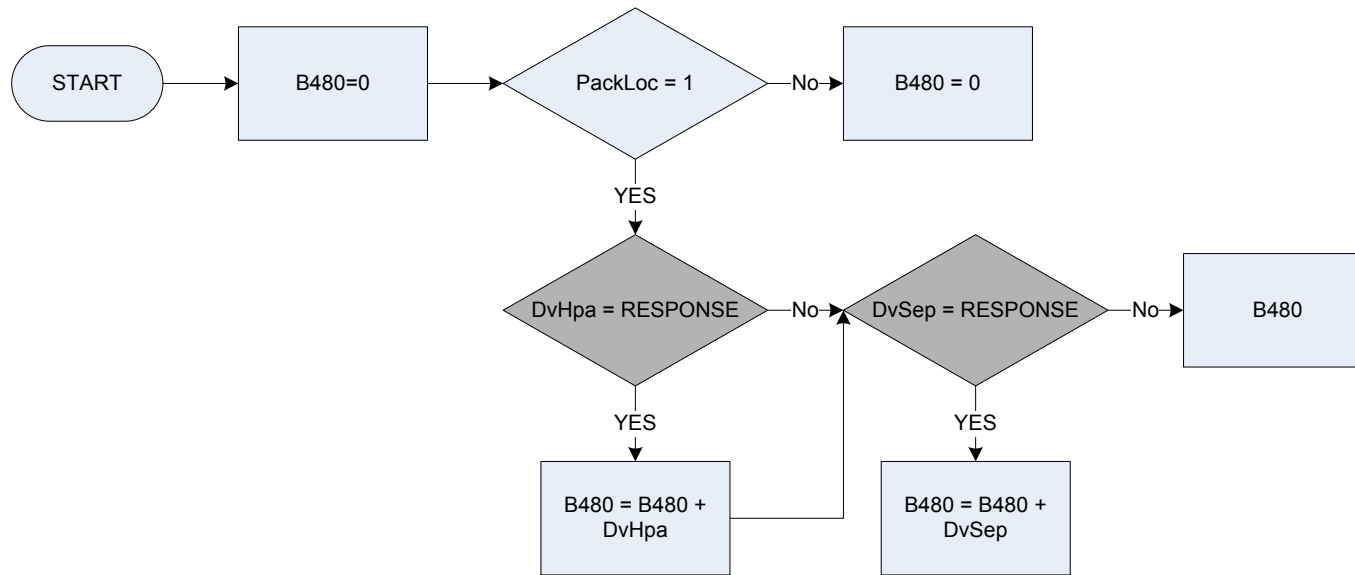 START
B480=0
PackLoc = 1
No
B480 = 0
YES
DvHpa = RESPONSE
No
DvSep = RESPONSE
No
B480
YES
YES
B480 = B480 +
DvHpa
B480 = B480 +
DvSep